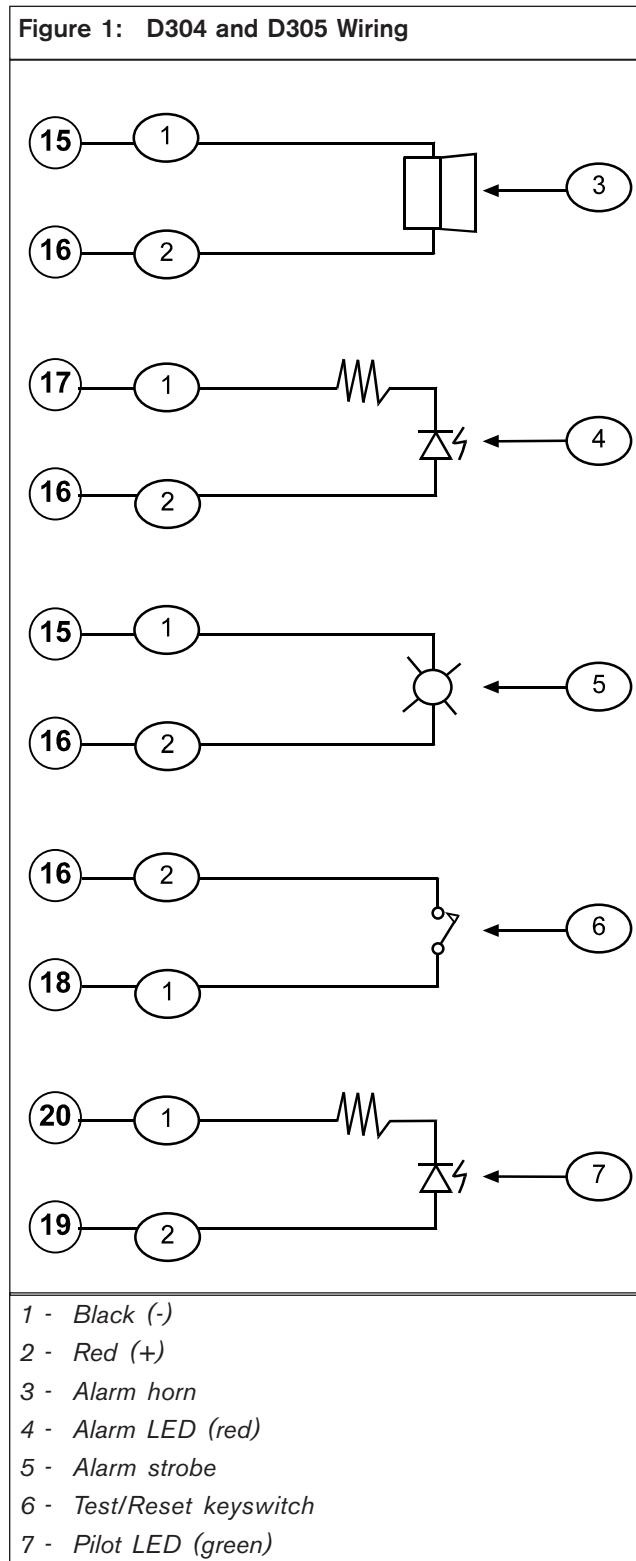 Figure 1: D304 and D305 Wiring
15 1
3
16 2
17 1
4
16 2
15 1
5
16 2
16 2
6
18 1
20 1
7
19 2
1 - Black (-)
2 - Red (+)
3 - Alarm horn
4 - Alarm LED (red)
5 - Alarm strobe
6 - Test/Reset keyswitch
7 - Pilot LED (green)